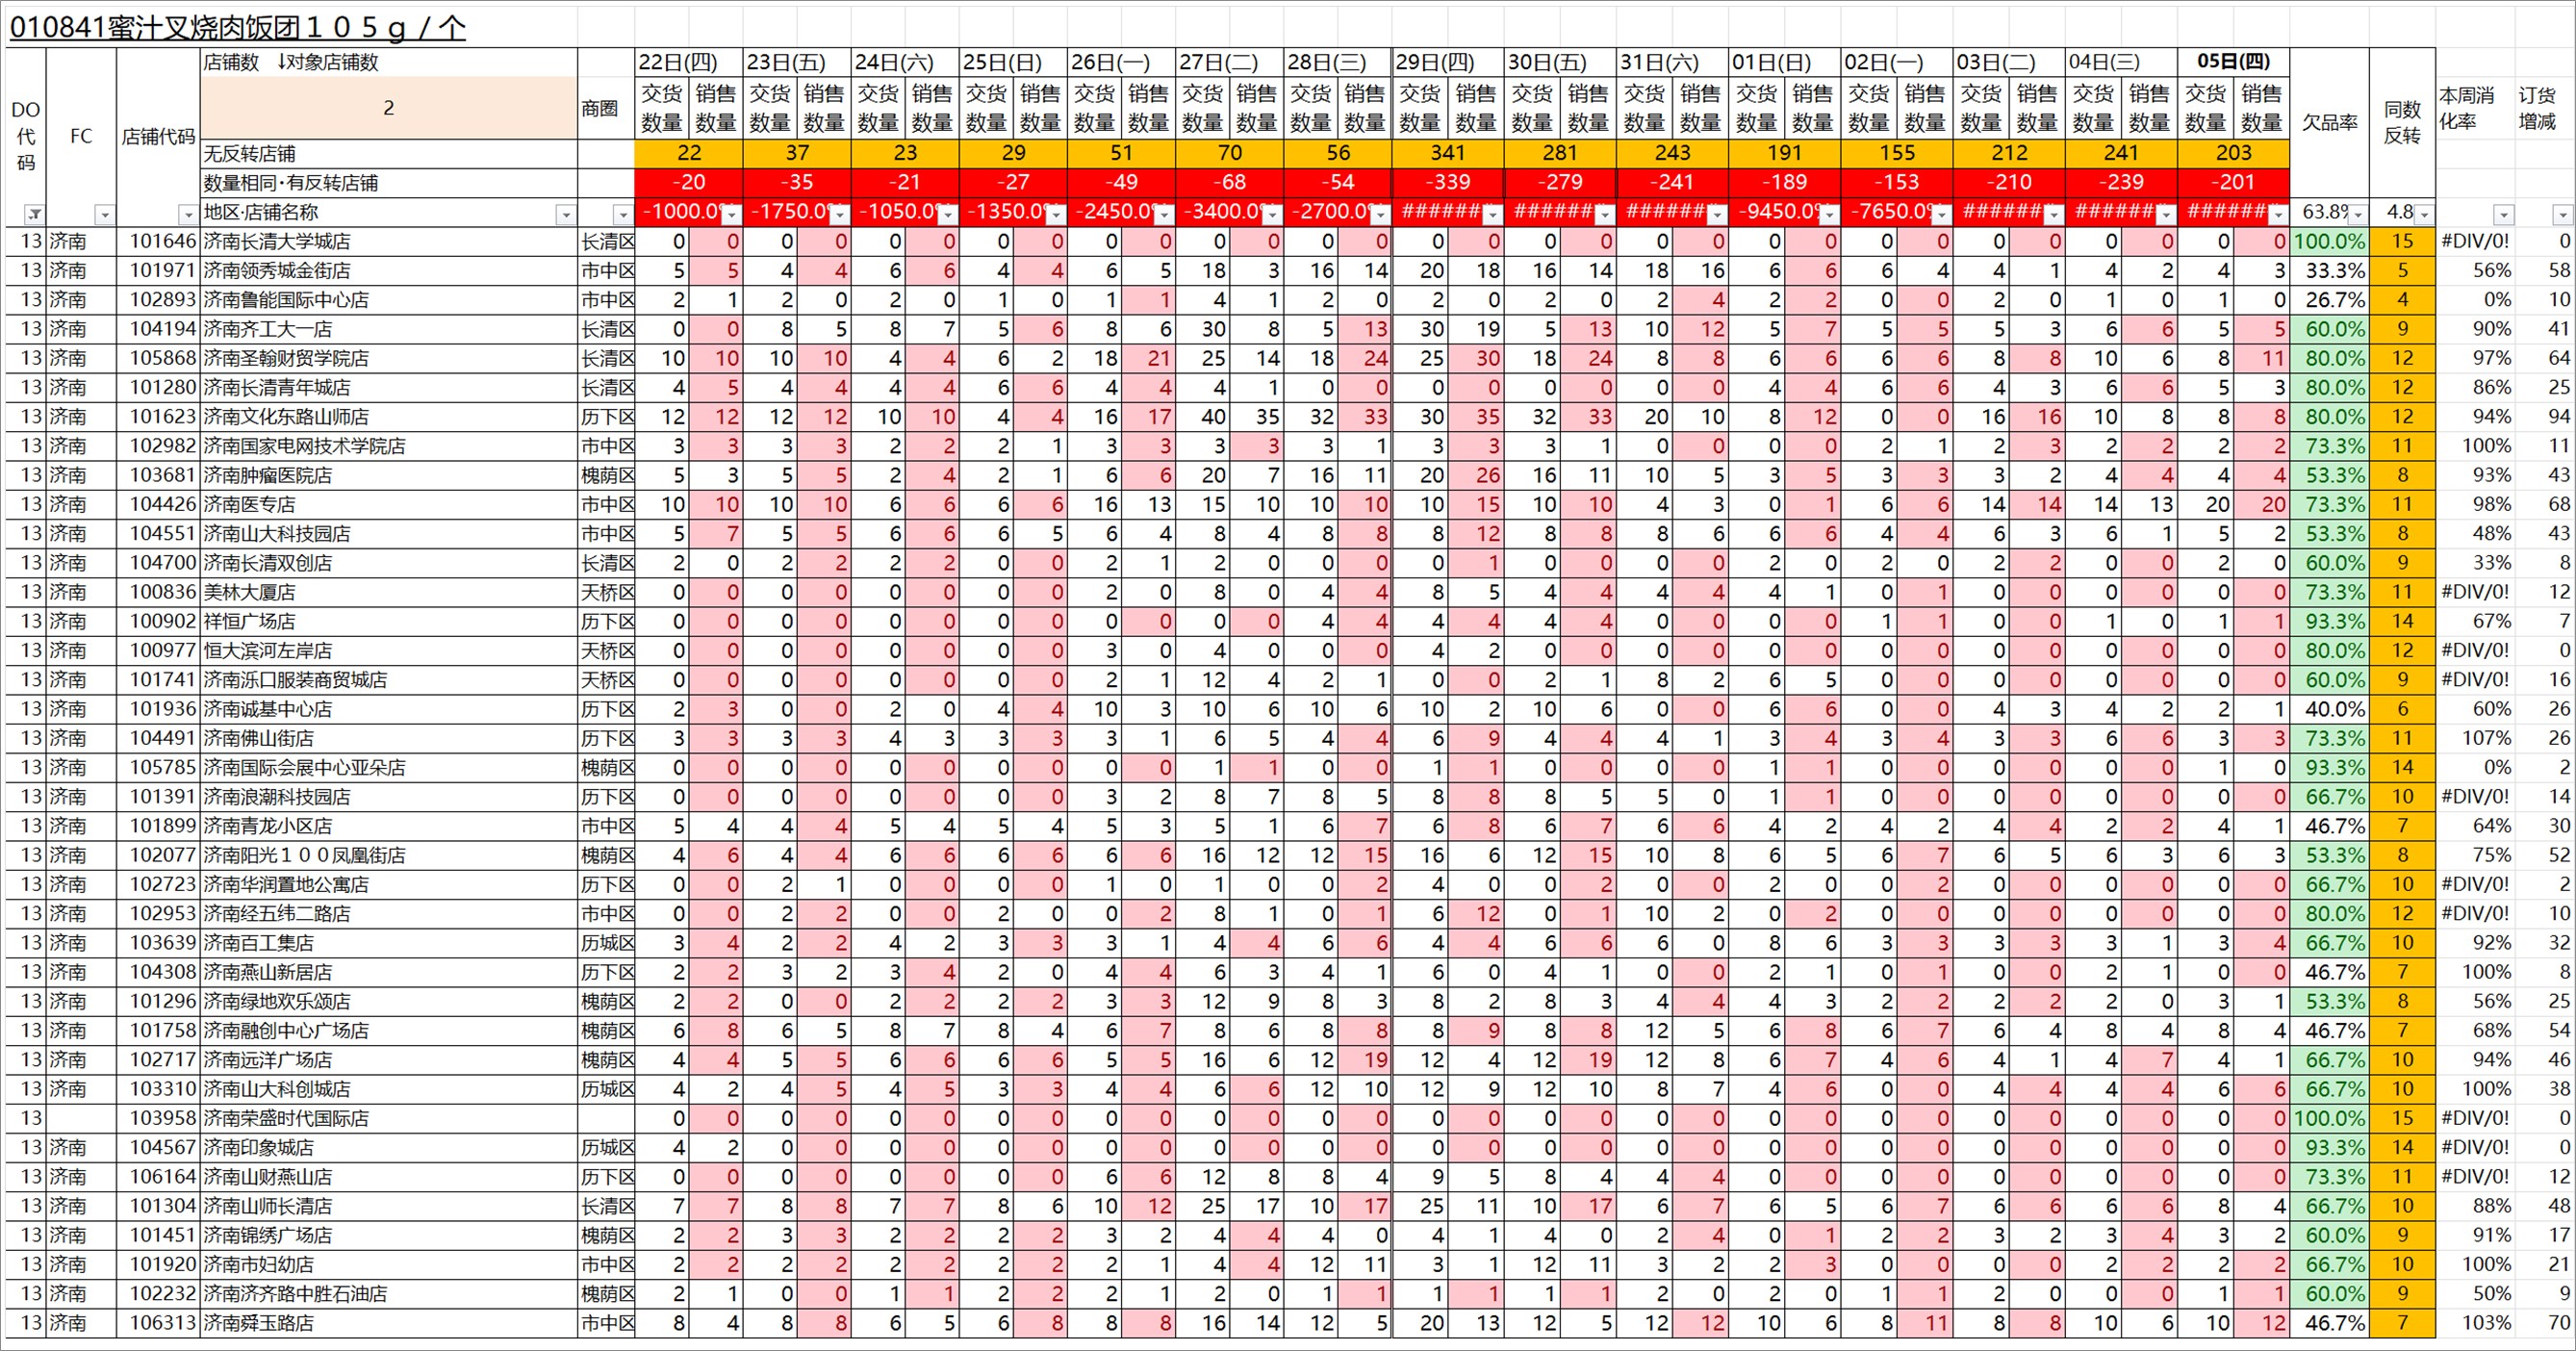 010841蜜汁叉烧肉饭团１０５ｇ／个
DO代码 FC 店铺代码 店铺数 ↓对象店铺数 商圈 22日(四) 23日(五) 24日(六) 25日(日) 26日(一) 27日(二) 28日(三) 29日(四) 30日(五) 31日(六) 01日(日) 02日(一) 03日(二) 04日(三) 05日(四) 欠品率 同数反转 本周消化率 订货增减
2 交货数量 销售数量 交货数量 销售数量 交货数量 销售数量 交货数量 销售数量 交货数量 销售数量 交货数量 销售数量 交货数量 销售数量 交货数量 销售数量 交货数量 销售数量 交货数量 销售数量 交货数量 销售数量 交货数量 销售数量 交货数量 销售数量 交货数量 销售数量 交货数量 销售数量
无反转店铺 22 37 23 29 51 70 56 341 281 243 191 155 212 241 203
数量相同·有反转店铺 -20 -35 -21 -27 -49 -68 -54 -339 -279 -241 -189 -153 -210 -239 -201
地区·店铺名称 -1000.0% -1750.0% -1050.0% -1350.0% -2450.0% -3400.0% -2700.0% ###### ###### ###### -9450.0% -7650.0% ###### ###### ###### 63.8% 4.8
13 济南 101646 济南长清大学城店 长清区 0 0 0 0 0 0 0 0 0 0 0 0 0 0 0 0 0 0 0 0 0 0 0 0 0 0 0 0 0 0 100.0% 15 #DIV/0! 0
13 济南 101971 济南领秀城金街店 市中区 5 5 4 4 6 6 4 4 6 5 18 3 16 14 20 18 16 14 18 16 6 6 6 4 4 1 4 2 4 3 33.3% 5 56% 58
13 济南 102893 济南鲁能国际中心店 市中区 2 1 2 0 2 0 1 0 1 1 4 1 2 0 2 0 2 0 2 4 2 2 0 0 2 0 1 0 1 0 26.7% 4 0% 10
13 济南 104194 济南齐工大一店 长清区 0 0 8 5 8 7 5 6 8 6 30 8 5 13 30 19 5 13 10 12 5 7 5 5 5 3 6 6 5 5 60.0% 9 90% 41
13 济南 105868 济南圣翰财贸学院店 长清区 10 10 10 10 4 4 6 2 18 21 25 14 18 24 25 30 18 24 8 8 6 6 6 6 8 8 10 6 8 11 80.0% 12 97% 64
13 济南 101280 济南长清青年城店 长清区 4 5 4 4 4 4 6 6 4 4 4 1 0 0 0 0 0 0 0 0 4 4 6 6 4 3 6 6 5 3 80.0% 12 86% 25
13 济南 101623 济南文化东路山师店 历下区 12 12 12 12 10 10 4 4 16 17 40 35 32 33 30 35 32 33 20 10 8 12 0 0 16 16 10 8 8 8 80.0% 12 94% 94
13 济南 102982 济南国家电网技术学院店 市中区 3 3 3 3 2 2 2 1 3 3 3 3 3 1 3 3 3 1 0 0 0 0 2 1 2 3 2 2 2 2 73.3% 11 100% 11
13 济南 103681 济南肿瘤医院店 槐荫区 5 3 5 5 2 4 2 1 6 6 20 7 16 11 20 26 16 11 10 5 3 5 3 3 3 2 4 4 4 4 53.3% 8 93% 43
13 济南 104426 济南医专店 市中区 10 10 10 10 6 6 6 6 16 13 15 10 10 10 10 15 10 10 4 3 0 1 6 6 14 14 14 13 20 20 73.3% 11 98% 68
13 济南 104551 济南山大科技园店 市中区 5 7 5 5 6 6 6 5 6 4 8 4 8 8 8 12 8 8 8 6 6 6 4 4 6 3 6 1 5 2 53.3% 8 48% 43
13 济南 104700 济南长清双创店 长清区 2 0 2 2 2 2 0 0 2 1 2 0 0 0 0 1 0 0 0 0 2 0 2 0 2 2 0 0 2 0 60.0% 9 33% 8
13 济南 100836 美林大厦店 天桥区 0 0 0 0 0 0 0 0 2 0 8 0 4 4 8 5 4 4 4 4 4 1 0 1 0 0 0 0 0 0 73.3% 11 #DIV/0! 12
13 济南 100902 祥恒广场店 历下区 0 0 0 0 0 0 0 0 0 0 0 0 4 4 4 4 4 4 0 0 0 0 1 1 0 0 1 0 1 1 93.3% 14 67% 7
13 济南 100977 恒大滨河左岸店 天桥区 0 0 0 0 0 0 0 0 3 0 4 0 0 0 4 2 0 0 0 0 0 0 0 0 0 0 0 0 0 0 80.0% 12 #DIV/0! 0
13 济南 101741 济南泺口服装商贸城店 天桥区 0 0 0 0 0 0 0 0 2 1 12 4 2 1 0 0 2 1 8 2 6 5 0 0 0 0 0 0 0 0 60.0% 9 #DIV/0! 16
13 济南 101936 济南诚基中心店 历下区 2 3 0 0 2 0 4 4 10 3 10 6 10 6 10 2 10 6 0 0 6 6 0 0 4 3 4 2 2 1 40.0% 6 60% 26
13 济南 104491 济南佛山街店 历下区 3 3 3 3 4 3 3 3 3 1 6 5 4 4 6 9 4 4 4 1 3 4 3 4 3 3 6 6 3 3 73.3% 11 107% 26
13 济南 105785 济南国际会展中心亚朵店 槐荫区 0 0 0 0 0 0 0 0 0 0 1 1 0 0 1 1 0 0 0 0 1 1 0 0 0 0 0 0 1 0 93.3% 14 0% 2
13 济南 101391 济南浪潮科技园店 历下区 0 0 0 0 0 0 0 0 3 2 8 7 8 5 8 8 8 5 5 0 1 1 0 0 0 0 0 0 0 0 66.7% 10 #DIV/0! 14
13 济南 101899 济南青龙小区店 市中区 5 4 4 4 5 4 5 4 5 3 5 1 6 7 6 8 6 7 6 6 4 2 4 2 4 4 2 2 4 1 46.7% 7 64% 30
13 济南 102077 济南阳光１００凤凰街店 槐荫区 4 6 4 4 6 6 6 6 6 6 16 12 12 15 16 6 12 15 10 8 6 5 6 7 6 5 6 3 6 3 53.3% 8 75% 52
13 济南 102723 济南华润置地公寓店 历下区 0 0 2 1 0 0 0 0 1 0 1 0 0 2 4 0 0 2 0 0 2 0 0 2 0 0 0 0 0 0 66.7% 10 #DIV/0! 2
13 济南 102953 济南经五纬二路店 市中区 0 0 2 2 0 0 2 0 0 2 8 1 0 1 6 12 0 1 10 2 0 2 0 0 0 0 0 0 0 0 80.0% 12 #DIV/0! 10
13 济南 103639 济南百工集店 历城区 3 4 2 2 4 2 3 3 3 1 4 4 6 6 4 4 6 6 6 0 8 6 3 3 3 3 3 1 3 4 66.7% 10 92% 32
13 济南 104308 济南燕山新居店 历下区 2 2 3 2 3 4 2 0 4 4 6 3 4 1 6 0 4 1 0 0 2 1 0 1 0 0 2 1 0 0 46.7% 7 100% 8
13 济南 101296 济南绿地欢乐颂店 槐荫区 2 2 0 0 2 2 2 2 3 3 12 9 8 3 8 2 8 3 4 4 4 3 2 2 2 2 2 0 3 1 53.3% 8 56% 25
13 济南 101758 济南融创中心广场店 槐荫区 6 8 6 5 8 7 8 4 6 7 8 6 8 8 8 9 8 8 12 5 6 8 6 7 6 4 8 4 8 4 46.7% 7 68% 54
13 济南 102717 济南远洋广场店 槐荫区 4 4 5 5 6 6 6 6 5 5 16 6 12 19 12 4 12 19 12 8 6 7 4 6 4 1 4 7 4 1 66.7% 10 94% 46
13 济南 103310 济南山大科创城店 历城区 4 2 4 5 4 5 3 3 4 4 6 6 12 10 12 9 12 10 8 7 4 6 0 0 4 4 4 4 6 6 66.7% 10 100% 38
13 103958 济南荣盛时代国际店 0 0 0 0 0 0 0 0 0 0 0 0 0 0 0 0 0 0 0 0 0 0 0 0 0 0 0 0 0 0 100.0% 15 #DIV/0! 0
13 济南 104567 济南印象城店 历城区 4 2 0 0 0 0 0 0 0 0 0 0 0 0 0 0 0 0 0 0 0 0 0 0 0 0 0 0 0 0 93.3% 14 #DIV/0! 0
13 济南 106164 济南山财燕山店 历下区 0 0 0 0 0 0 0 0 6 6 12 8 8 4 9 5 8 4 4 4 0 0 0 0 0 0 0 0 0 0 73.3% 11 #DIV/0! 12
13 济南 101304 济南山师长清店 长清区 7 7 8 8 7 7 8 6 10 12 25 17 10 17 25 11 10 17 6 7 6 5 6 7 6 6 6 6 8 4 66.7% 10 88% 48
13 济南 101451 济南锦绣广场店 槐荫区 2 2 3 3 2 2 2 2 3 2 4 4 4 0 4 1 4 0 2 4 0 1 2 2 3 2 3 4 3 2 60.0% 9 91% 17
13 济南 101920 济南市妇幼店 市中区 2 2 2 2 2 2 2 2 2 1 4 4 12 11 3 1 12 11 3 2 2 3 0 0 0 0 2 2 2 2 66.7% 10 100% 21
13 济南 102232 济南济齐路中胜石油店 槐荫区 2 1 0 0 1 1 2 2 2 1 2 0 1 1 1 1 1 1 2 0 2 0 1 1 2 0 0 0 1 1 60.0% 9 50% 9
13 济南 106313 济南舜玉路店 市中区 8 4 8 8 6 5 6 8 8 8 16 14 12 5 20 13 12 5 12 12 10 6 8 11 8 8 10 6 10 12 46.7% 7 103% 70